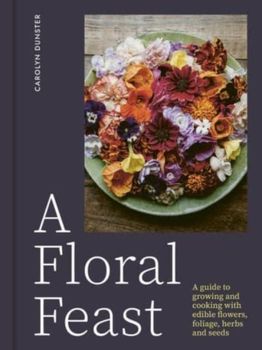 CAROLYN DUNSTER
A
Floral
Feast
A guide to
growing and
cooking with
edible flowers,
foliage, herbs
and seeds